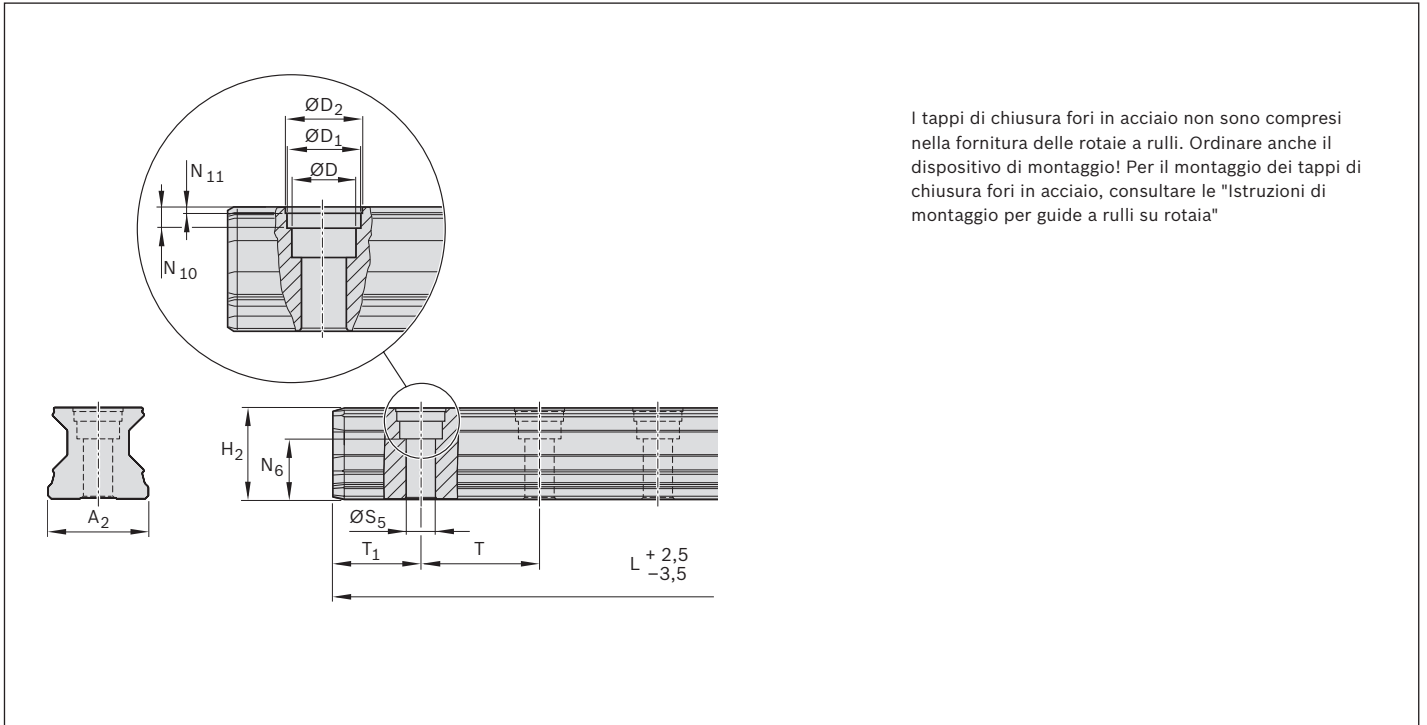 ØD2
ØD1
ØD
N11
N10
H2
N6
A2
ØS5
T1
T
L + 2,5
−3,5
I tappi di chiusura fori in acciaio non sono compresi
nella fornitura delle rotaie a rulli. Ordinare anche il
dispositivo di montaggio! Per il montaggio dei tappi di
chiusura fori in acciaio, consultare le "Istruzioni di
montaggio per guide a rulli su rotaia"